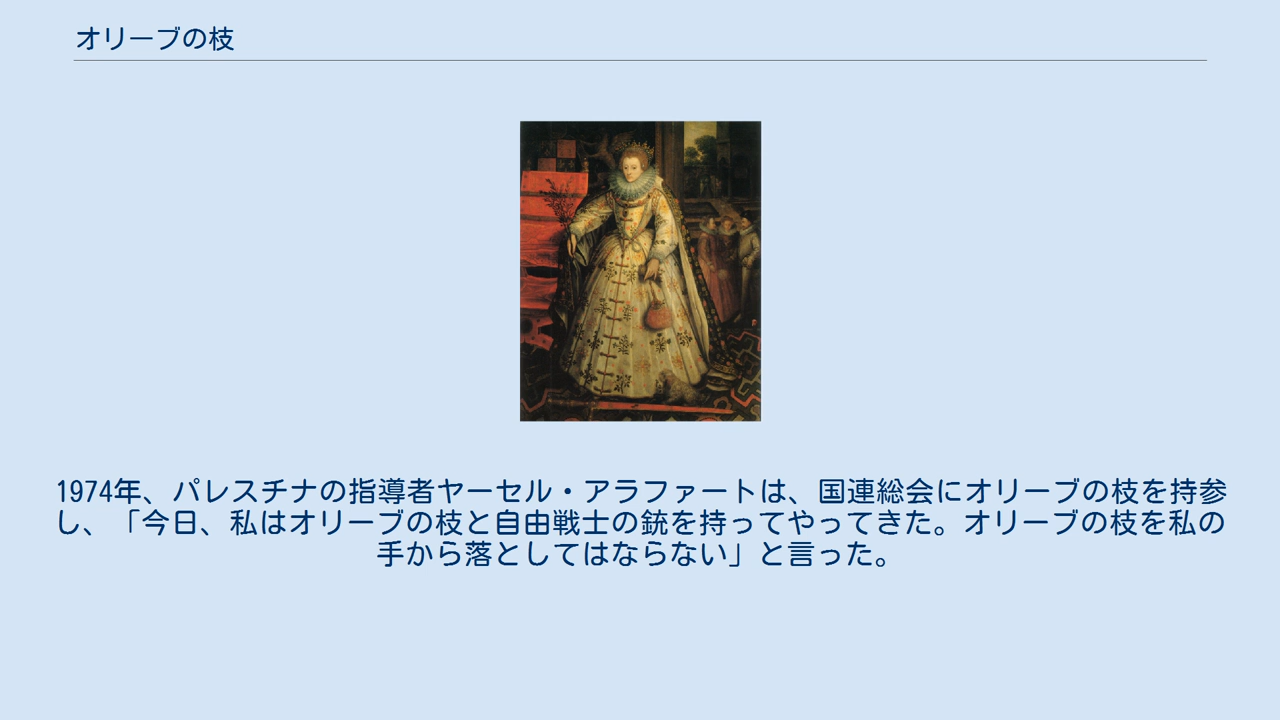 オリーブの枝
1974年、パレスチナの指導者ヤーセル・アラファートは、国連総会にオリーブの枝を持参
し、「今日、私はオリーブの枝と自由戦士の銃を持ってやってきた。オリーブの枝を私の
手から落としてはならない」と言った。